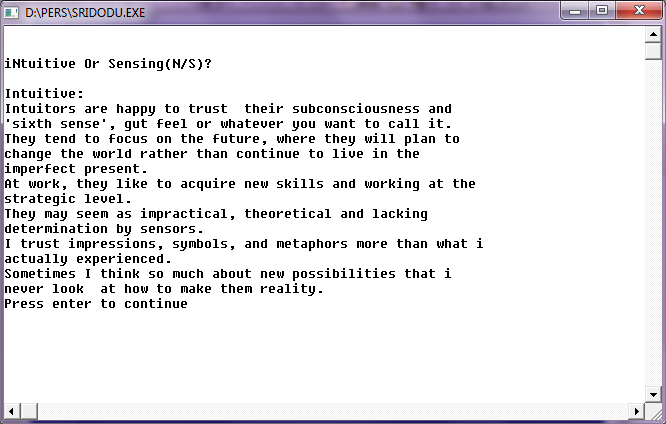 D:\PERS\SRIDODU.EXE
iNtuitive Or Sensing(N/S)?
Intuitive:
Intuitors are happy to trust  their subconsciousness and
'sixth sense', gut feel or whatever you want to call it.
They tend to focus on the future, where they will plan to
change the world rather than continue to live in the
imperfect present.
At work, they like to acquire new skills and working at the
strategic level.
They may seem as impractical, theoretical and lacking
determination by sensors.
I trust impressions, symbols, and metaphors more than what i
actually experienced.
Sometimes I think so much about new possibilities that i
never look  at how to make them reality.
Press enter to continue